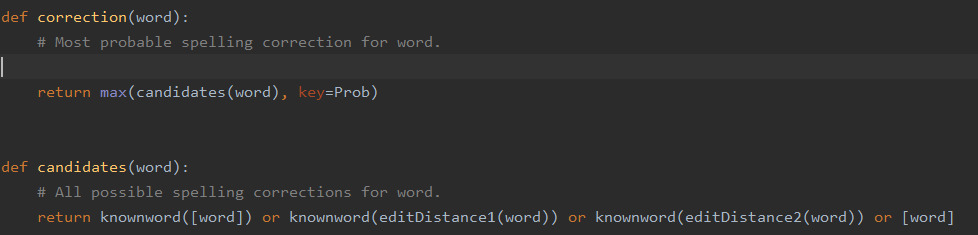 def correction(word):
# Most probable spelling correction for word.
return max(candidates(word), key=Prob)
def candidates(word):
# All possible spelling corrections for word.
return knownword([word]) or knownword(editDistance1(word)) or knownword(editDistance2(word)) or [word]